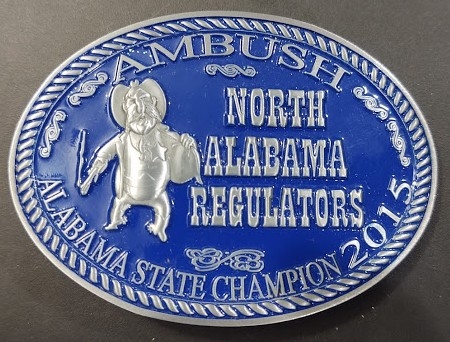 AMBUSH
NORTH
ALABAMA
REGULATORS
ALABAMA STATE CHAMPION 2015